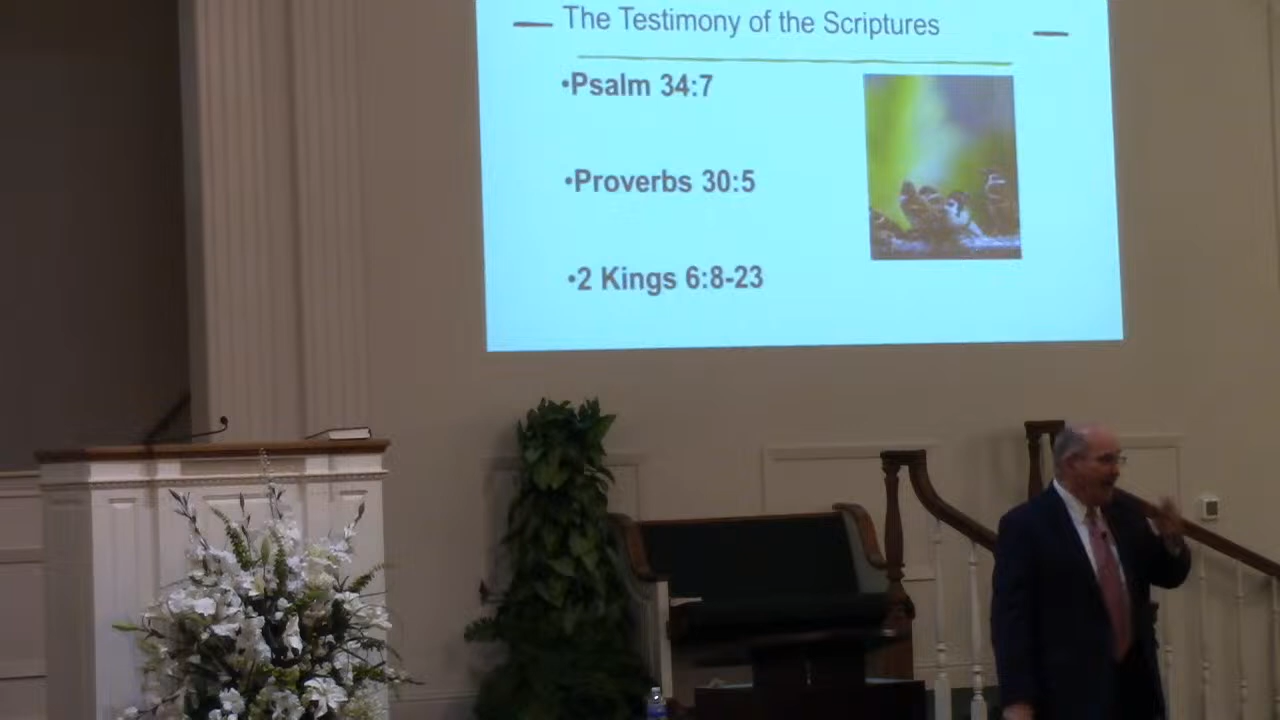 The Testimony of the Scriptures
•Psalm 34:7
•Proverbs 30:5
•2 Kings 6:8-23